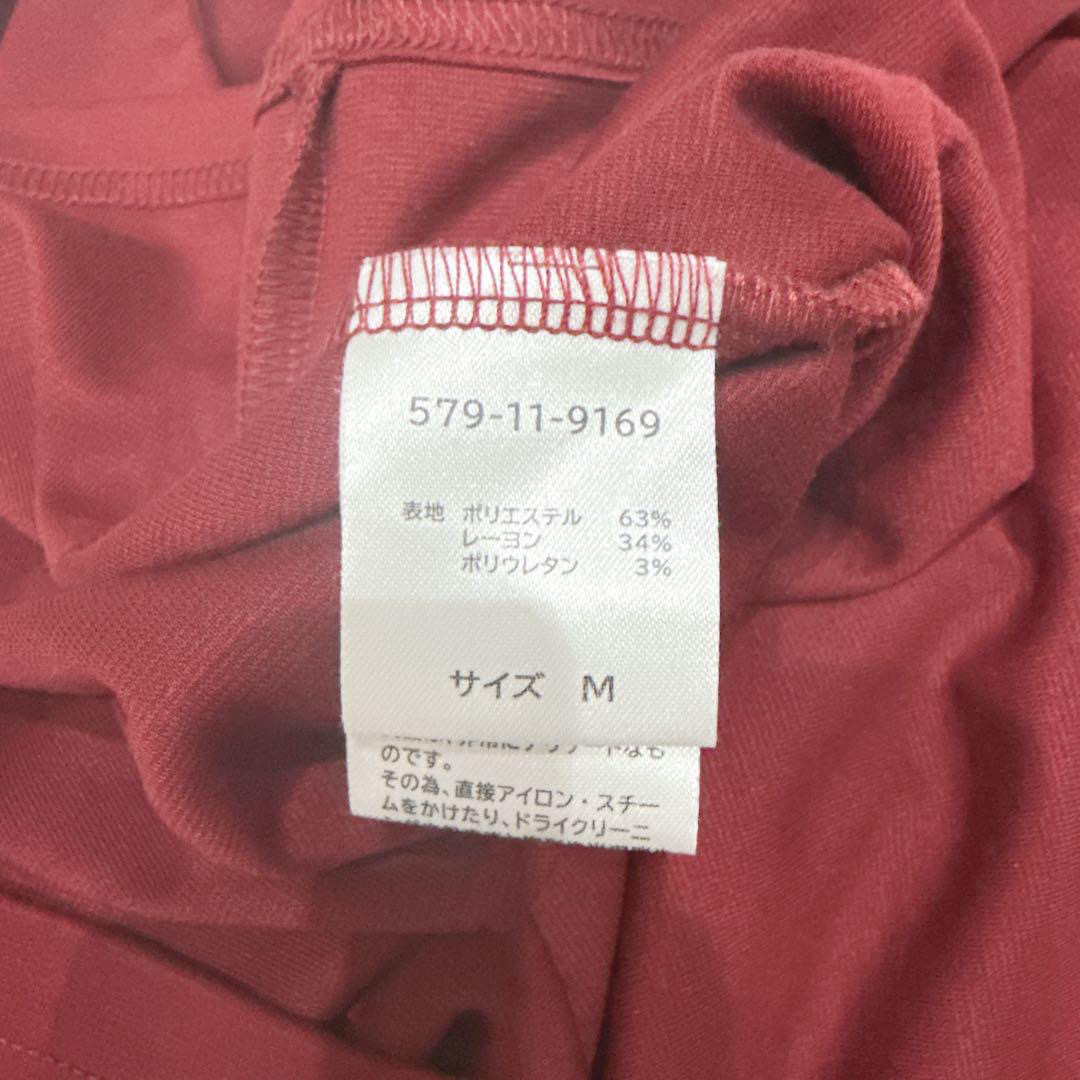 579-11-9169
表地 ポリエステル 63%
レーヨン 34%
ポリウレタン 3%
サイズ M
のです。
その為、直接アイロン・スチー
ムをかけたり、ドライクリーニ